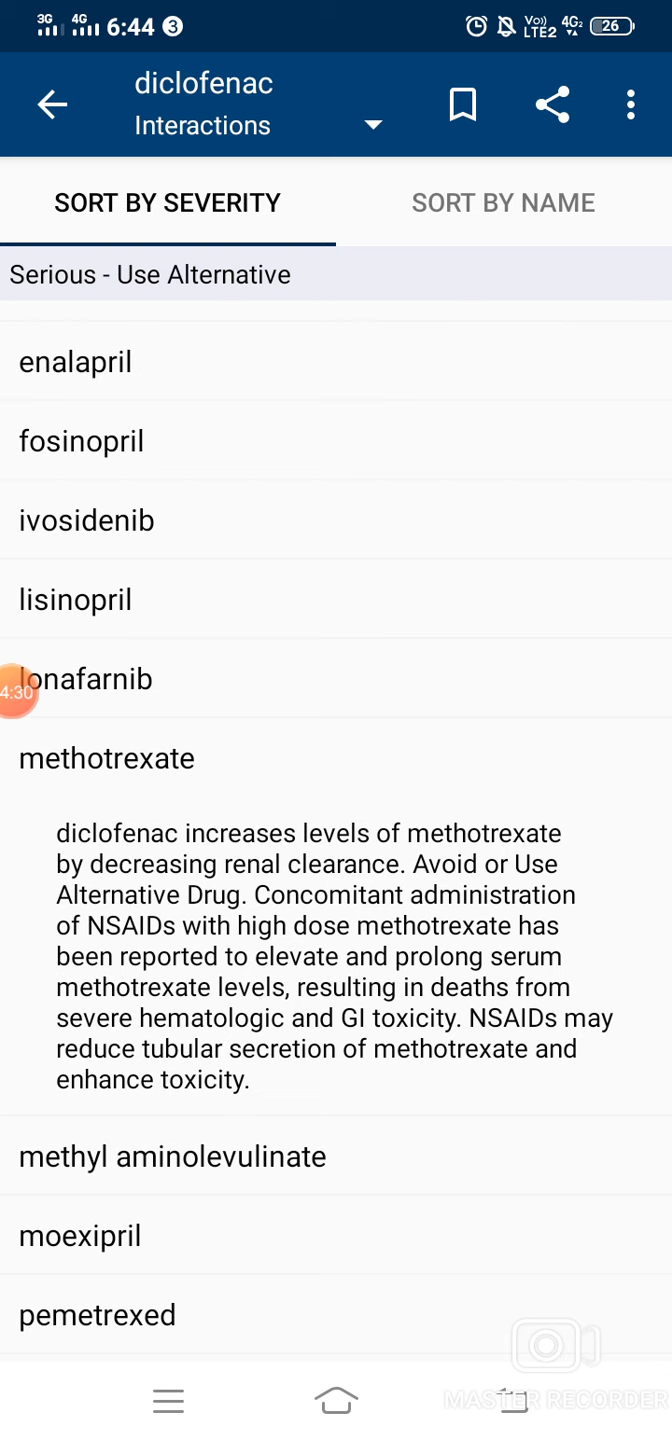 3G 4G 6:44 3 Vo)) LTE2 4G2 26
diclofenac
Interactions
SORT BY SEVERITY SORT BY NAME
Serious - Use Alternative
enalapril
fosinopril
ivosidenib
lisinopril
lonafarnib
4:30
methotrexate
diclofenac increases levels of methotrexate
by decreasing renal clearance. Avoid or Use
Alternative Drug. Concomitant administration
of NSAIDs with high dose methotrexate has
been reported to elevate and prolong serum
methotrexate levels, resulting in deaths from
severe hematologic and GI toxicity. NSAIDs may
reduce tubular secretion of methotrexate and
enhance toxicity.
methyl aminolevulinate
moexipril
pemetrexed
MASTER RECORDER